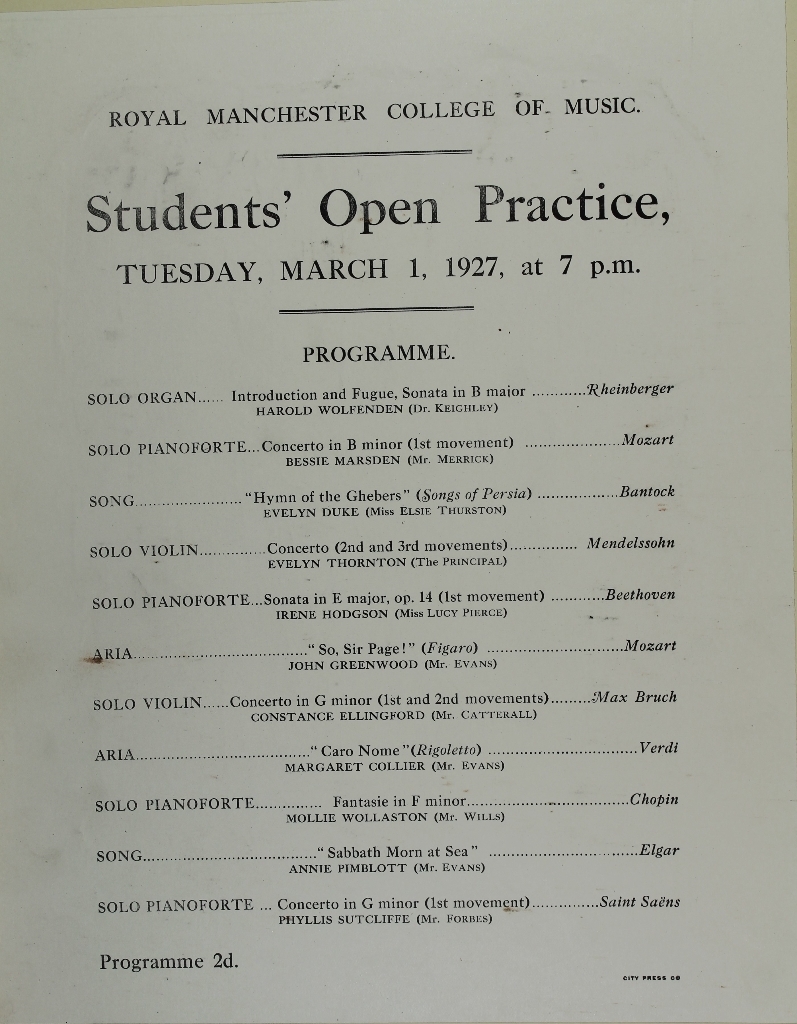 ROYAL MANCHESTER COLLEGE OF MUSIC.
Students' Open Practice,
TUESDAY, MARCH 1, 1927, at 7 p.m.
PROGRAMME.
SOLO ORGAN...... Introduction and Fugue, Sonata in B major ............Rheinberger
HAROLD WOLFENDEN (Dr. KEIGHLEY)
SOLO PIANOFORTE...Concerto in B minor (1st movement) .....................Mozart
BESSIE MARSDEN (Mr. MERRICK)
SONG........................"Hymn of the Ghebers" (Songs of Persia) ..................Bantock
EVELYN DUKE (Miss ELSIE THURSTON)
SOLO VIOLIN...............Concerto (2nd and 3rd movements)............... Mendelssohn
EVELYN THORNTON (The PRINCIPAL)
SOLO PIANOFORTE...Sonata in E major, op. 14 (1st movement) ............Beethoven
IRENE HODGSON (Miss LUCY PIERCE)
ARIA.......................................“So, Sir Page!” (Figaro) ...............................Mozart
JOHN GREENWOOD (Mr. EVANS)
SOLO VIOLIN......Concerto in G minor (1st and 2nd movements).........Max Bruch
CONSTANCE ELLINGFORD (Mr. CATTERALL)
ARIA.......................................“Caro Nome” (Rigoletto) ..................................Verdi
MARGARET COLLIER (Mr. EVANS)
SOLO PIANOFORTE............... Fantasie in F minor....................................Chopin
MOLLIE WOLLASTON (Mr. WILLS)
SONG.......................................“Sabbath Morn at Sea” ..................................Elgar
ANNIE PIMBLOTT (Mr. EVANS)
SOLO PIANOFORTE ... Concerto in G minor (1st movement)...............Saint Saëns
PHYLLIS SUTCLIFFE (Mr. FORBES)
Programme 2d.
CITY PRESS CO